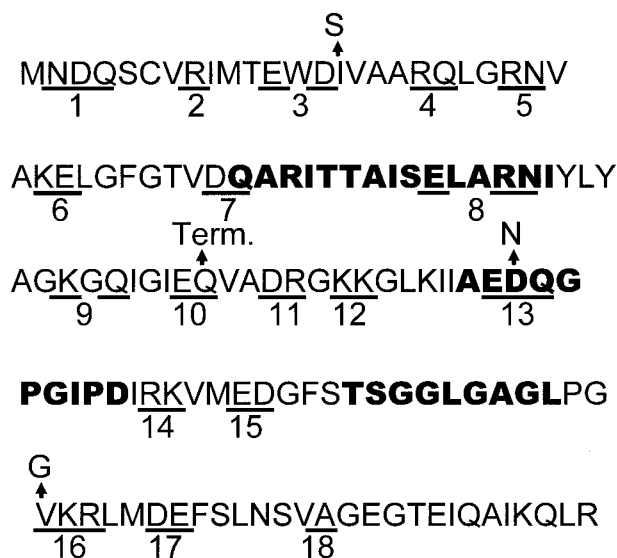 S
MNDQSCVRIMTEWDIVAARQLGRNV
1 2 3 4 5
AKELGFGTVDQARITTAISELARNIYLY
6 7 8
Term. N
AGKGQIGIEQVADRGKKGLKIIAEDQG
9 10 11 12 13
PGIPDIRKVMEDGFSTSGGLGAGLPG
14 15
G
VKRLMDEFSLNSVAGEGTEIQAIKQLR
16 17 18